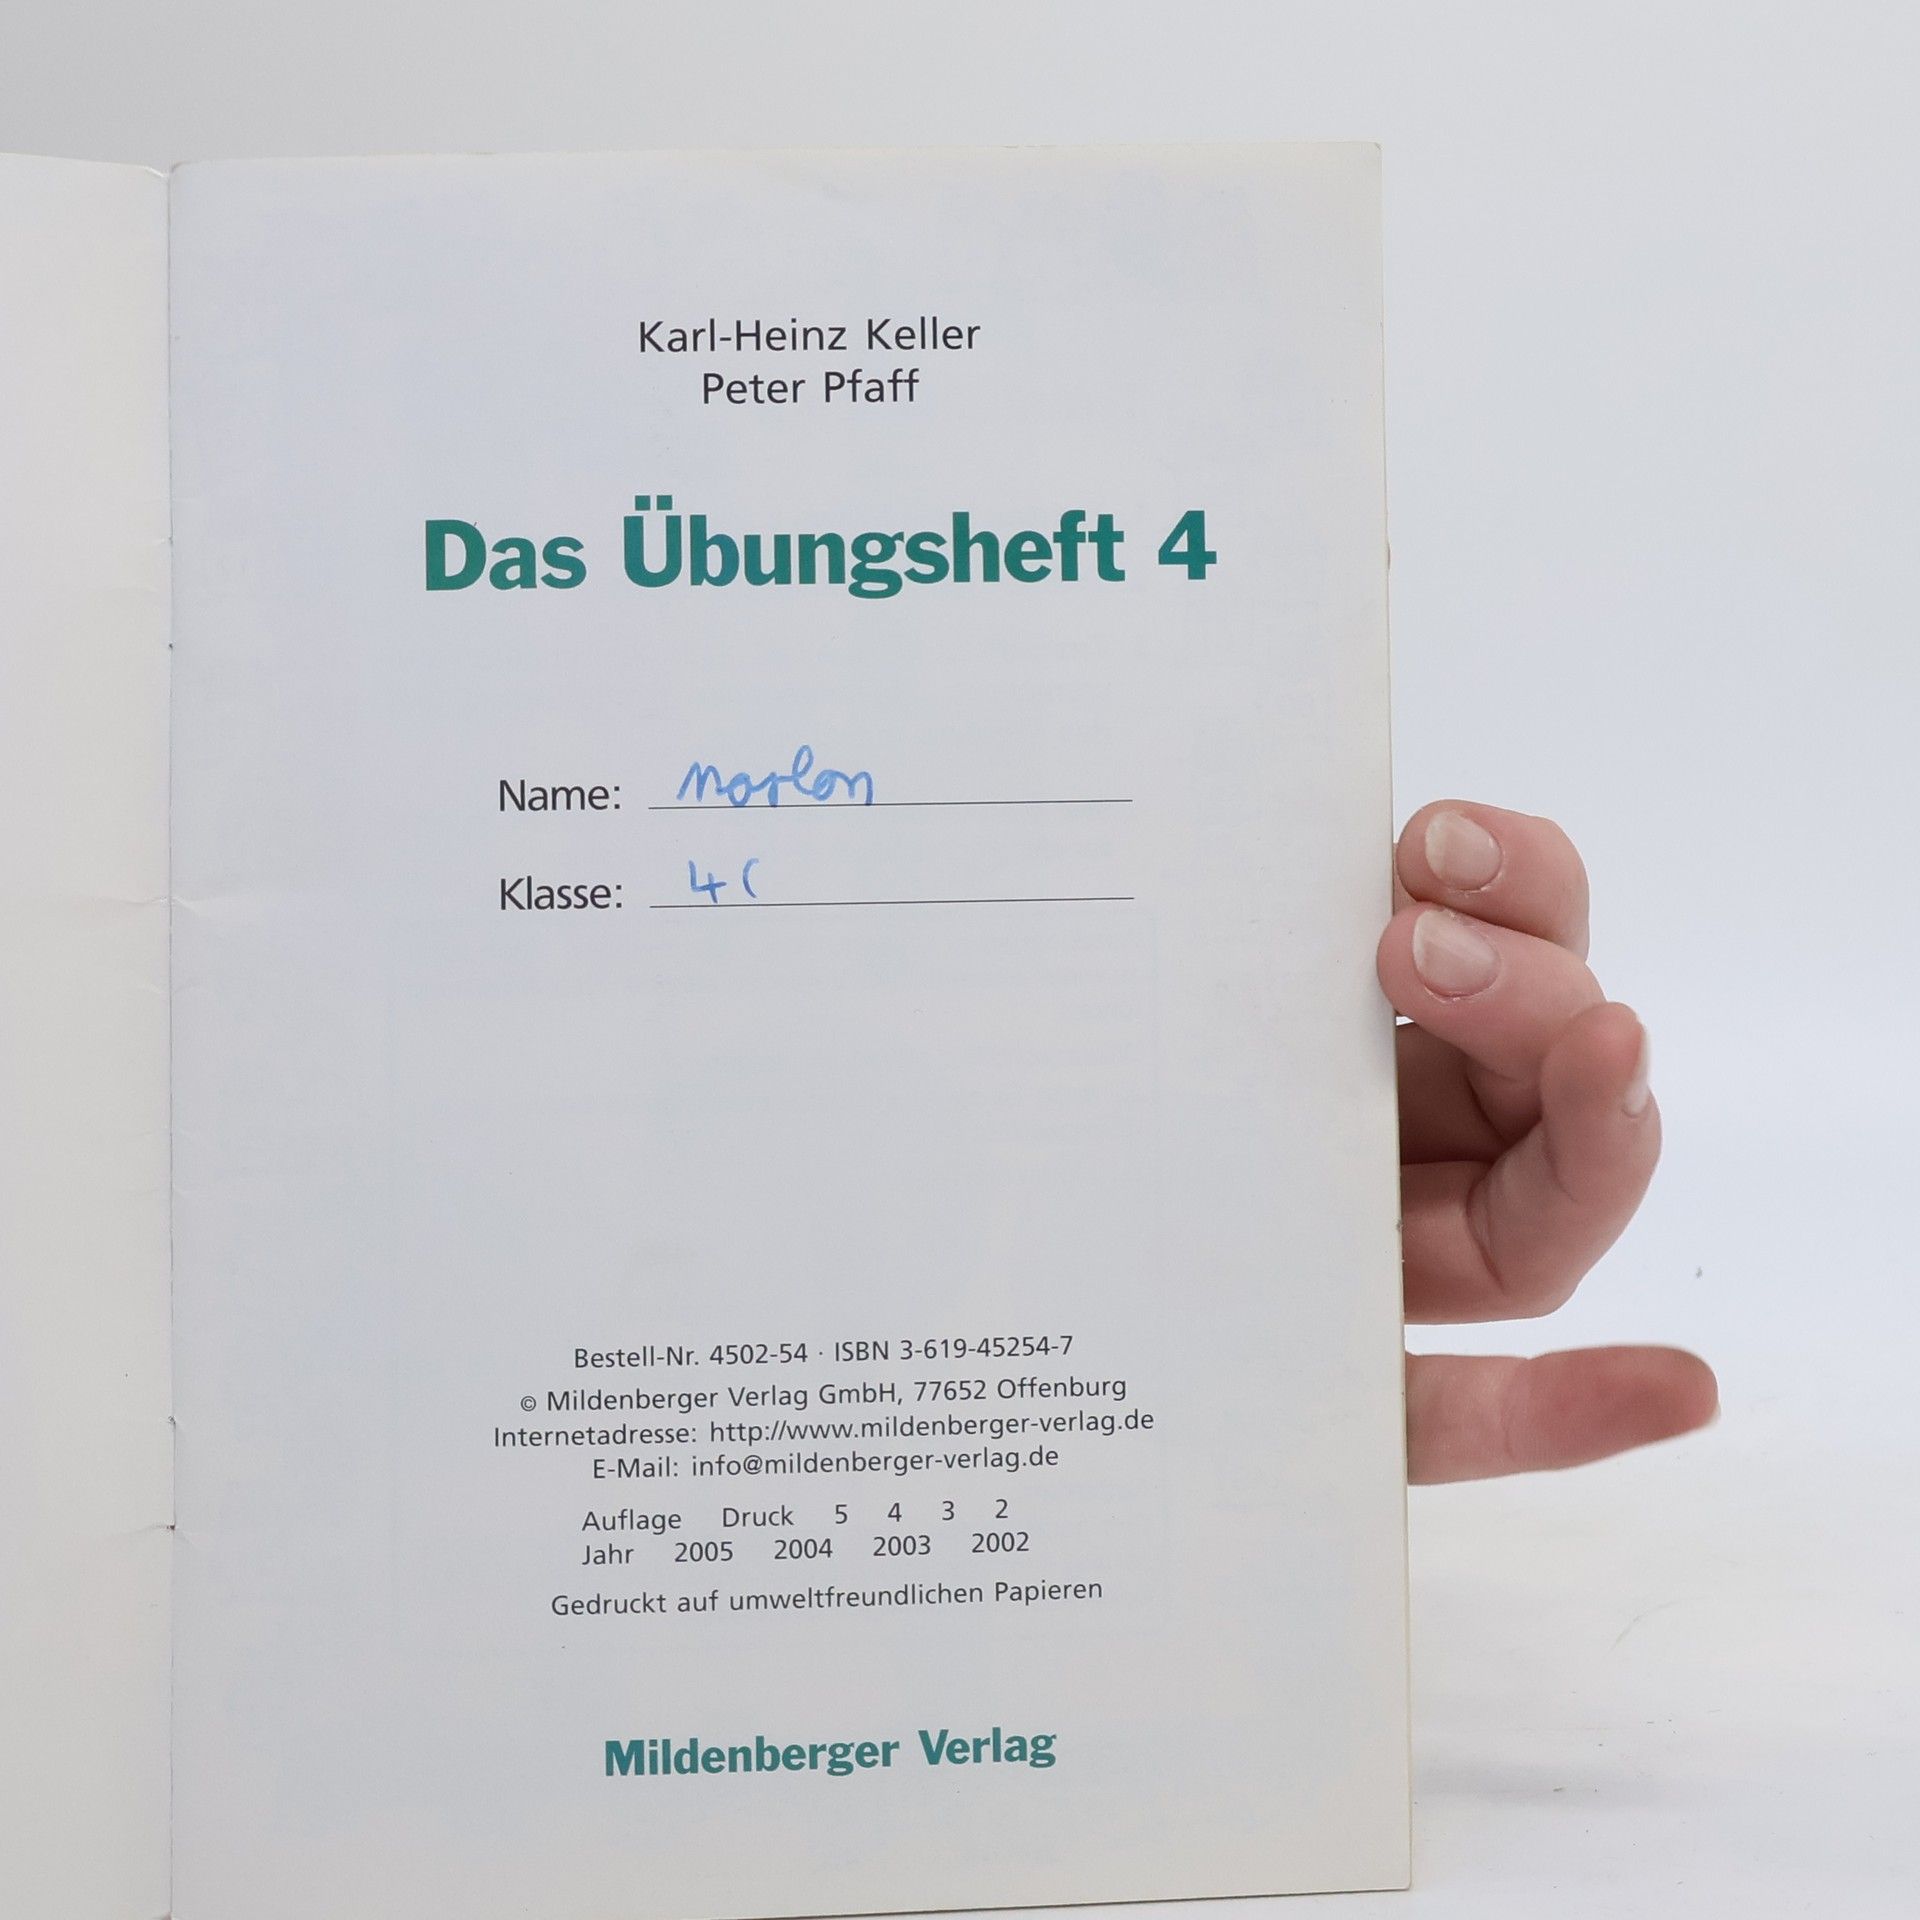 Karl-Heinz Keller
Peter Pfaff
Das Übungsheft 4
Name: Marlon
Klasse: 4c
Bestell-Nr. 4502-54 · ISBN 3-619-45254-7
© Mildenberger Verlag GmbH, 77652 Offenburg
Internetadresse: http://www.mildenberger-verlag.de
E-Mail: info@mildenberger-verlag.de
Auflage Druck 5 4 3 2
Jahr 2005 2004 2003 2002
Gedruckt auf umweltfreundlichen Papieren
Mildenberger Verlag